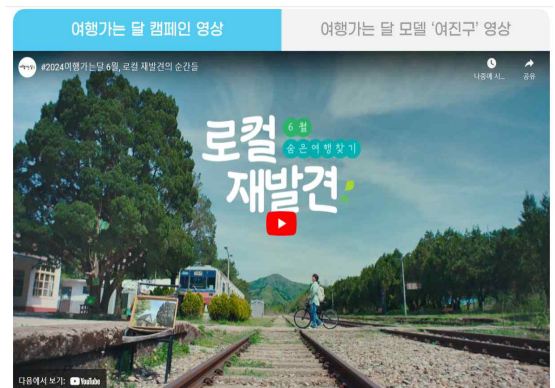 여행가는 달 캠페인 영상
여행가는 달 모델 ‘여진구’ 영상
#2024여행가는달 6월, 로컬 재발견의 순간들
나중에 시...
공유
로컬
6월
숨은여행찾기
재발견
다음에서 보기: YouTube